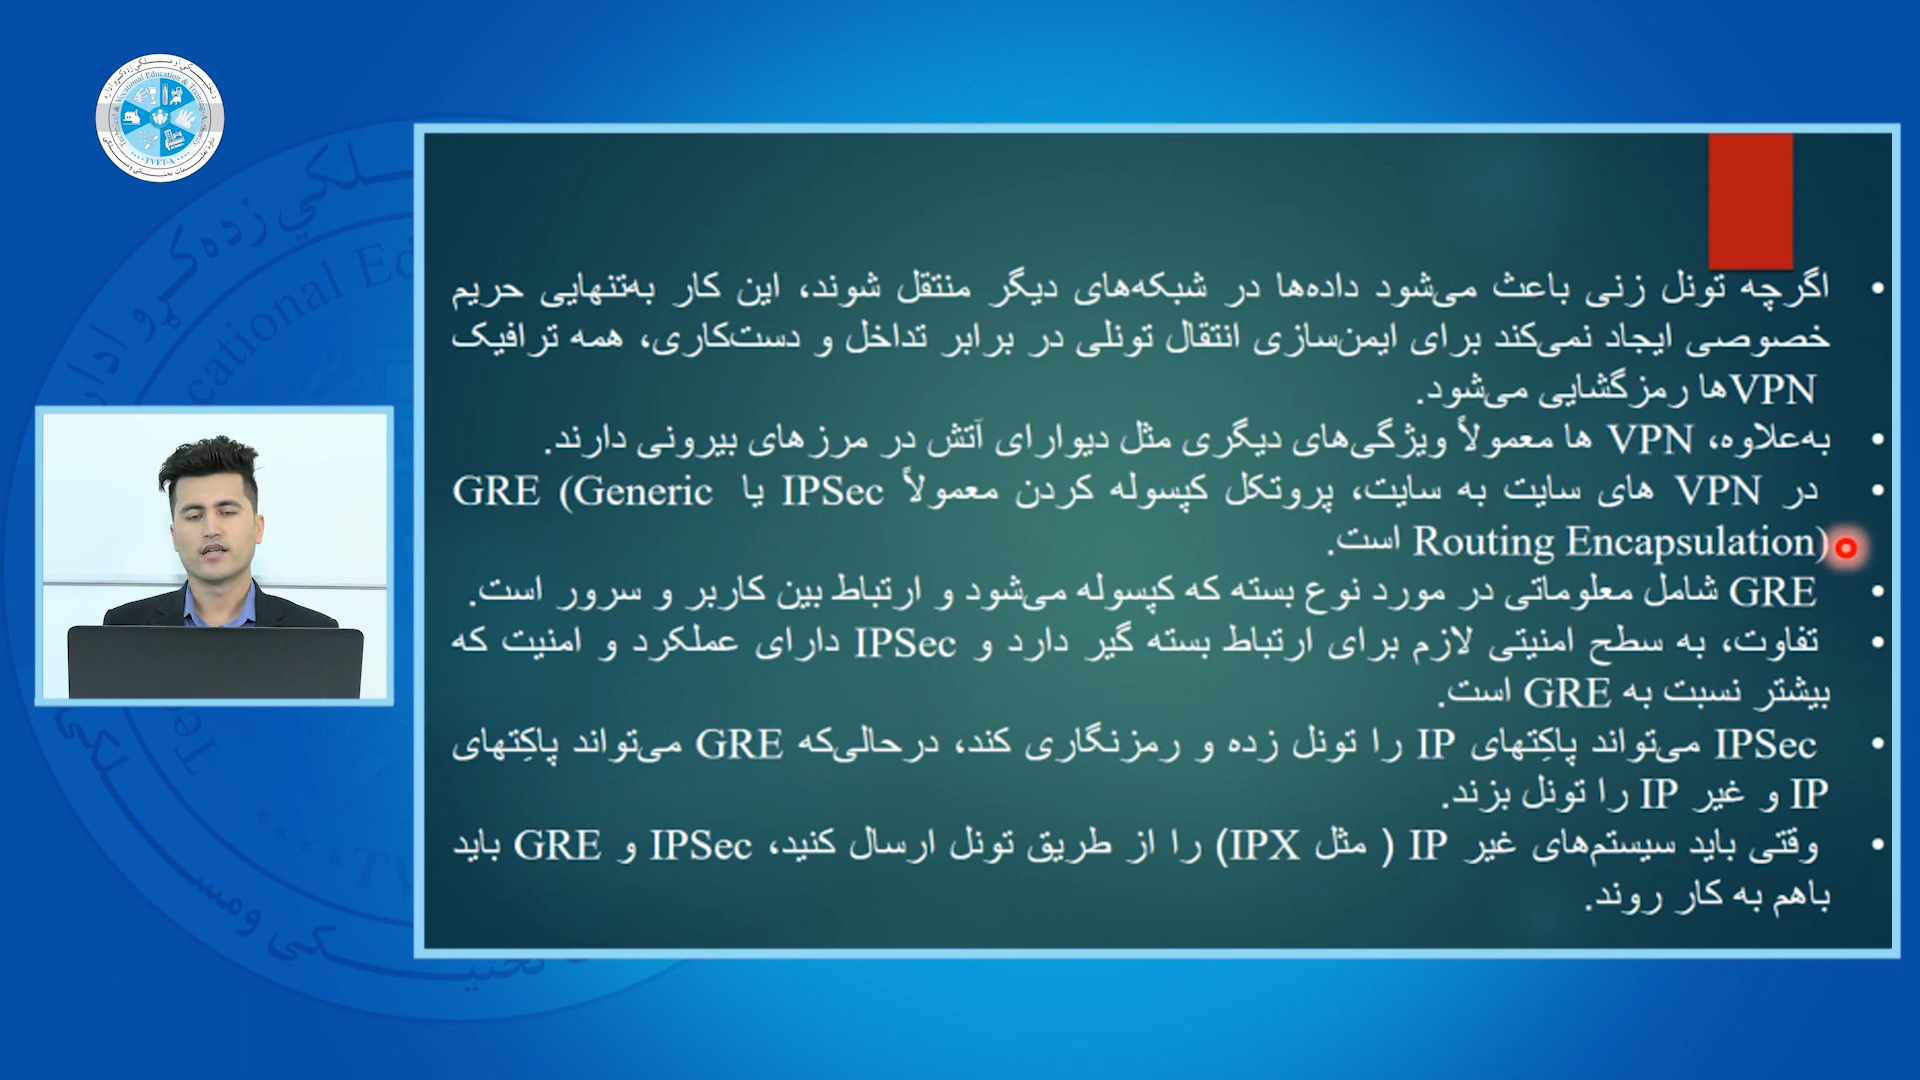 Technical & Vocational Education & Training-A
TVET-A
اگرچه تونل زنی باعث می‌شود داده‌ها در شبکه‌های دیگر منتقل شوند، این کار به‌تنهایی حریم
خصوصی ایجاد نمی‌کند برای ایمن‌سازی انتقال تونلی در برابر تداخل و دست‌کاری، همه ترافیک
VPNها رمزگشایی می‌شود.
به‌علاوه، VPN ها معمولاً ویژگی‌های دیگری مثل دیوارای آتش در مرزهای بیرونی دارند.
در VPN های سایت به سایت، پروتکل کپسوله کردن معمولاً IPSec یا GRE (Generic
Routing Encapsulation) است.
GRE شامل معلوماتی در مورد نوع بسته که کپسوله می‌شود و ارتباط بین کاربر و سرور است.
تفاوت، به سطح امنیتی لازم برای ارتباط بسته گیر دارد و IPSec دارای عملکرد و امنیت که
بیشتر نسبت به GRE است.
IPSec می‌تواند پاکِتهای IP را تونل زده و رمزنگاری کند، درحالی‌که GRE می‌تواند پاکِتهای
IP و غیر IP را تونل بزند.
وقتی باید سیستم‌های غیر IP ( مثل IPX) را از طریق تونل ارسال کنید، IPSec و GRE باید
باهم به کار روند.